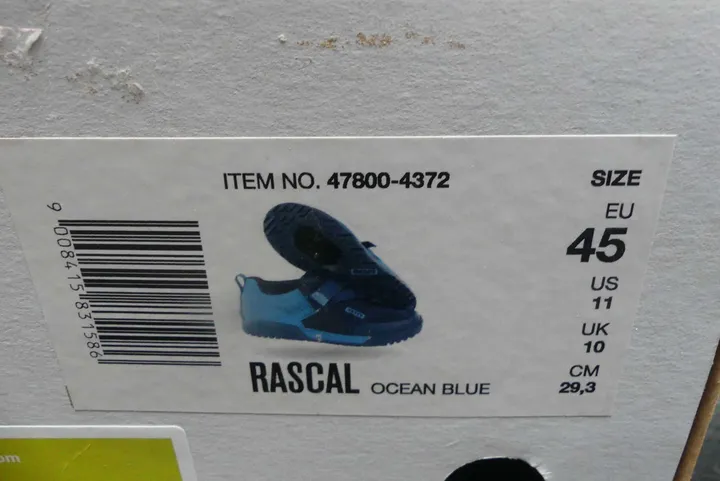 ITEM NO. 47800-4372
SIZE
EU
45
US
11
UK
10
CM
29,3
9 008415 831586
RASCAL OCEAN BLUE
om